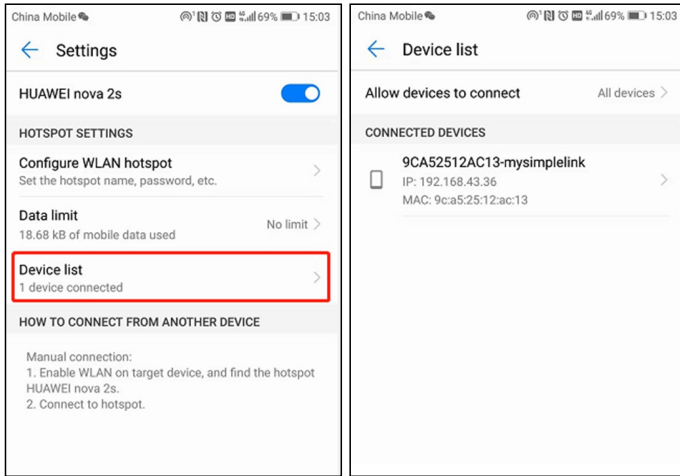 China Mobile 69% 15:03
Settings
HUAWEI nova 2s
HOTSPOT SETTINGS
Configure WLAN hotspot
Set the hotspot name, password, etc.
Data limit
18.68 kB of mobile data used
No limit
Device list
1 device connected
HOW TO CONNECT FROM ANOTHER DEVICE
Manual connection:
1. Enable WLAN on target device, and find the hotspot
HUAWEI nova 2s.
2. Connect to hotspot.
China Mobile 69% 15:03
Device list
Allow devices to connect All devices
CONNECTED DEVICES
9CA52512AC13-mysimplelink
IP: 192.168.43.36
MAC: 9c:a5:25:12:ac:13